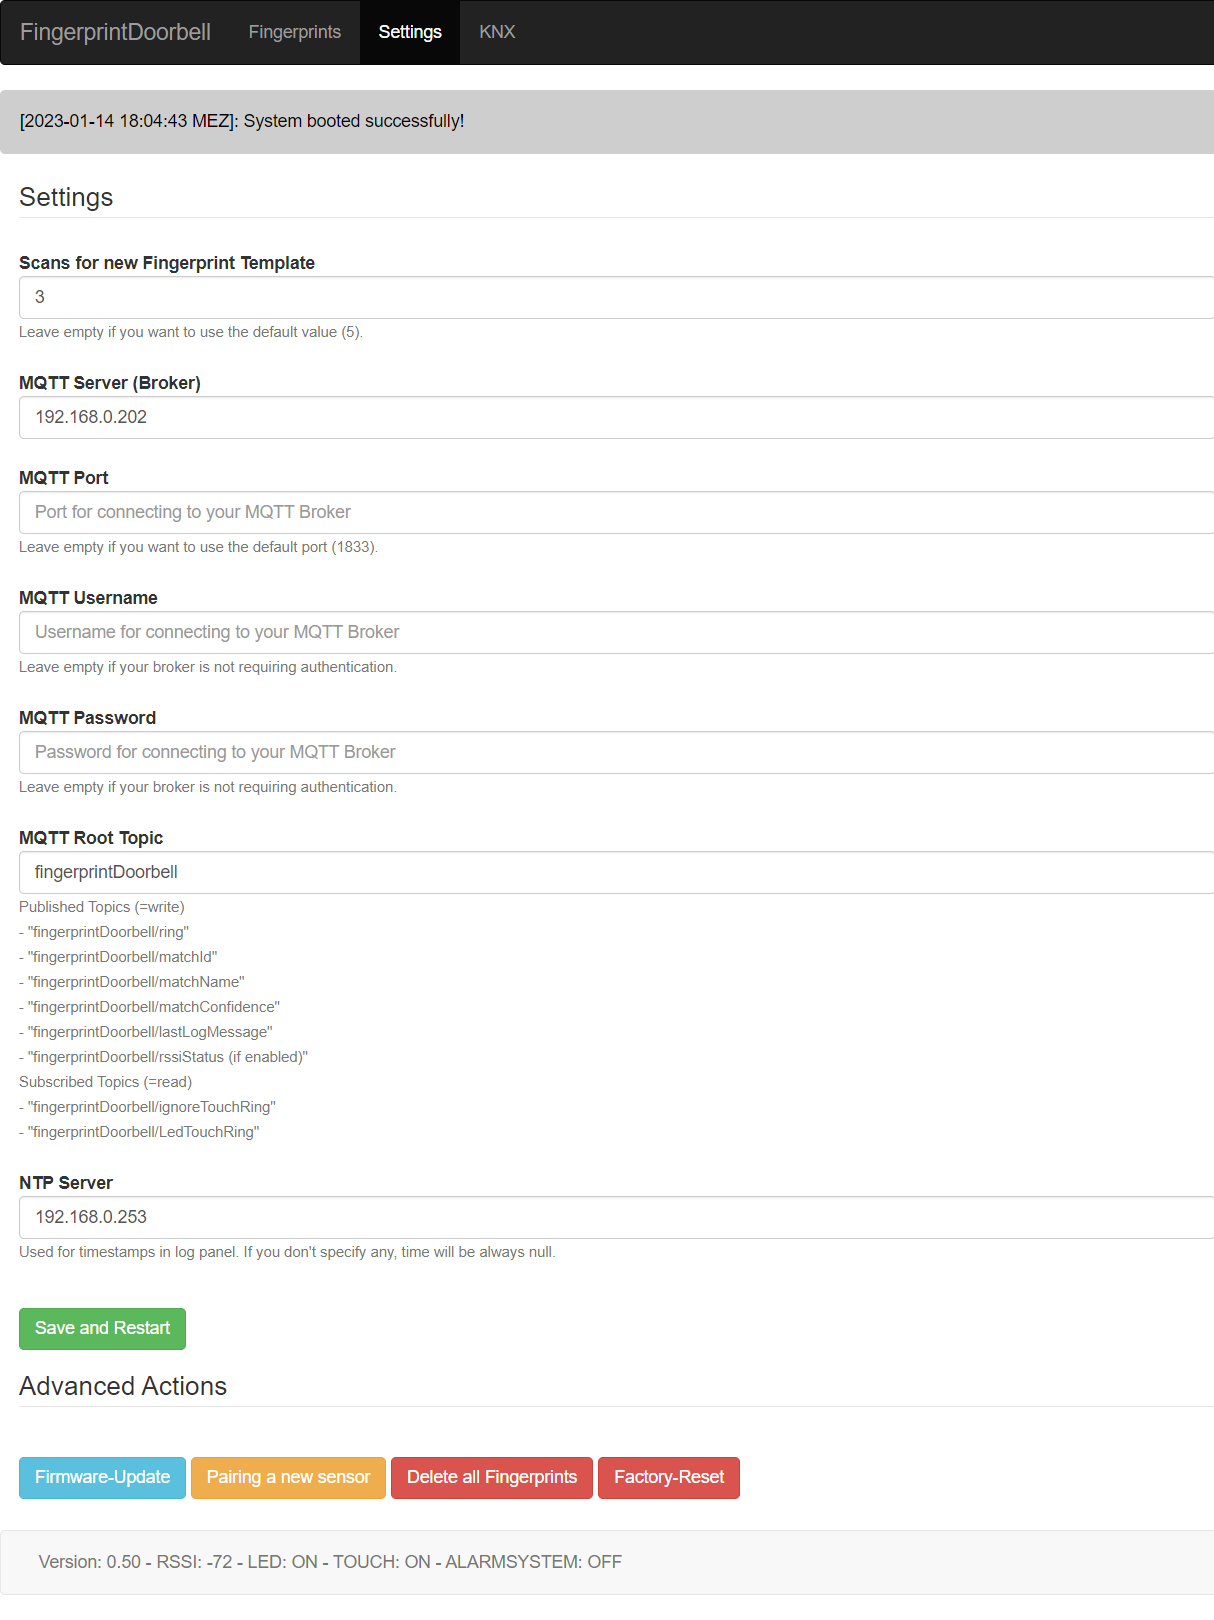 FingerprintDoorbell Fingerprints Settings KNX
[2023-01-14 18:04:43 MEZ]: System booted successfully!
Settings
Scans for new Fingerprint Template
3
Leave empty if you want to use the default value (5).
MQTT Server (Broker)
192.168.0.202
MQTT Port
Port for connecting to your MQTT Broker
Leave empty if you want to use the default port (1833).
MQTT Username
Username for connecting to your MQTT Broker
Leave empty if your broker is not requiring authentication.
MQTT Password
Password for connecting to your MQTT Broker
Leave empty if your broker is not requiring authentication.
MQTT Root Topic
fingerprintDoorbell
Published Topics (=write)
- "fingerprintDoorbell/ring"
- "fingerprintDoorbell/matchId"
- "fingerprintDoorbell/matchName"
- "fingerprintDoorbell/matchConfidence"
- "fingerprintDoorbell/lastLogMessage"
- "fingerprintDoorbell/rssiStatus (if enabled)"
Subscribed Topics (=read)
- "fingerprintDoorbell/ignoreTouchRing"
- "fingerprintDoorbell/LedTouchRing"
NTP Server
192.168.0.253
Used for timestamps in log panel. If you don't specify any, time will be always null.
Save and Restart
Advanced Actions
Firmware-Update Pairing a new sensor Delete all Fingerprints Factory-Reset
Version: 0.50 - RSSI: -72 - LED: ON - TOUCH: ON - ALARMSYSTEM: OFF